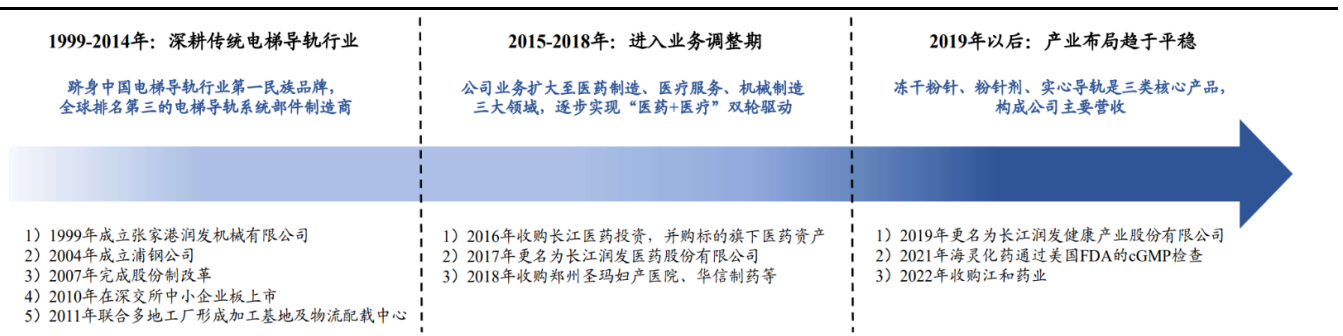 1999-2014年：深耕传统电梯导轨行业
跻身中国电梯导轨行业第一民族品牌，
全球排名第三的电梯导轨系统部件制造商
1）1999年成立张家港润发机械有限公司
2）2004年成立浦钢公司
3）2007年完成股份制改革
4）2010年在深交所中小企业板上市
5）2011年联合多地工厂形成加工基地及物流配载中心
2015-2018年：进入业务调整期
公司业务扩大至医药制造、医疗服务、机械制造
三大领域，逐步实现“医药+医疗”双轮驱动
1）2016年收购长江医药投资，并购标的旗下医药资产
2）2017年更名为长江润发医药股份有限公司
3）2018年收购郑州圣玛妇产医院、华信制药等
2019年以后：产业布局趋于平稳
冻干粉针、粉针剂、实心导轨是三类核心产品，
构成公司主要营收
1）2019年更名为长江润发健康产业股份有限公司
2）2021年海灵化药通过美国FDA的cGMP检查
3）2022年收购江和药业